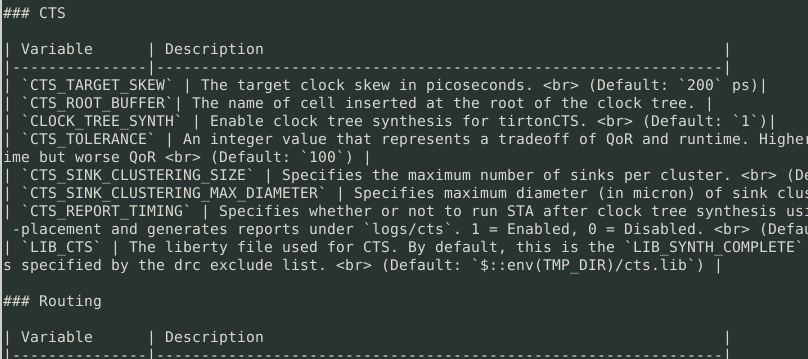 ### CTS
| Variable      | Description                                                   |
|---------------|---------------------------------------------------------------|
| `CTS_TARGET_SKEW` | The target clock skew in picoseconds. <br> (Default: `200` ps)|
| `CTS_ROOT_BUFFER`| The name of cell inserted at the root of the clock tree. |
| `CLOCK_TREE_SYNTH` | Enable clock tree synthesis for tirtonCTS. <br> (Default: `1`)|
| `CTS_TOLERANCE` | An integer value that represents a tradeoff of QoR and runtime. Higher
ime but worse QoR <br> (Default: `100`) |
| `CTS_SINK_CLUSTERING_SIZE` | Specifies the maximum number of sinks per cluster. <br> (De
| `CTS_SINK_CLUSTERING_MAX_DIAMETER` | Specifies maximum diameter (in micron) of sink clus
| `CTS_REPORT_TIMING` | Specifies whether or not to run STA after clock tree synthesis usi
-placement and generates reports under `logs/cts`. 1 = Enabled, 0 = Disabled. <br> (Defau
| `LIB_CTS` | The liberty file used for CTS. By default, this is the `LIB_SYNTH_COMPLETE`
s specified by the drc exclude list. <br> (Default: `$::env(TMP_DIR)/cts.lib`) |
### Routing
| Variable      | Description                                                   |
|---------------|---------------------------------------------------------------|